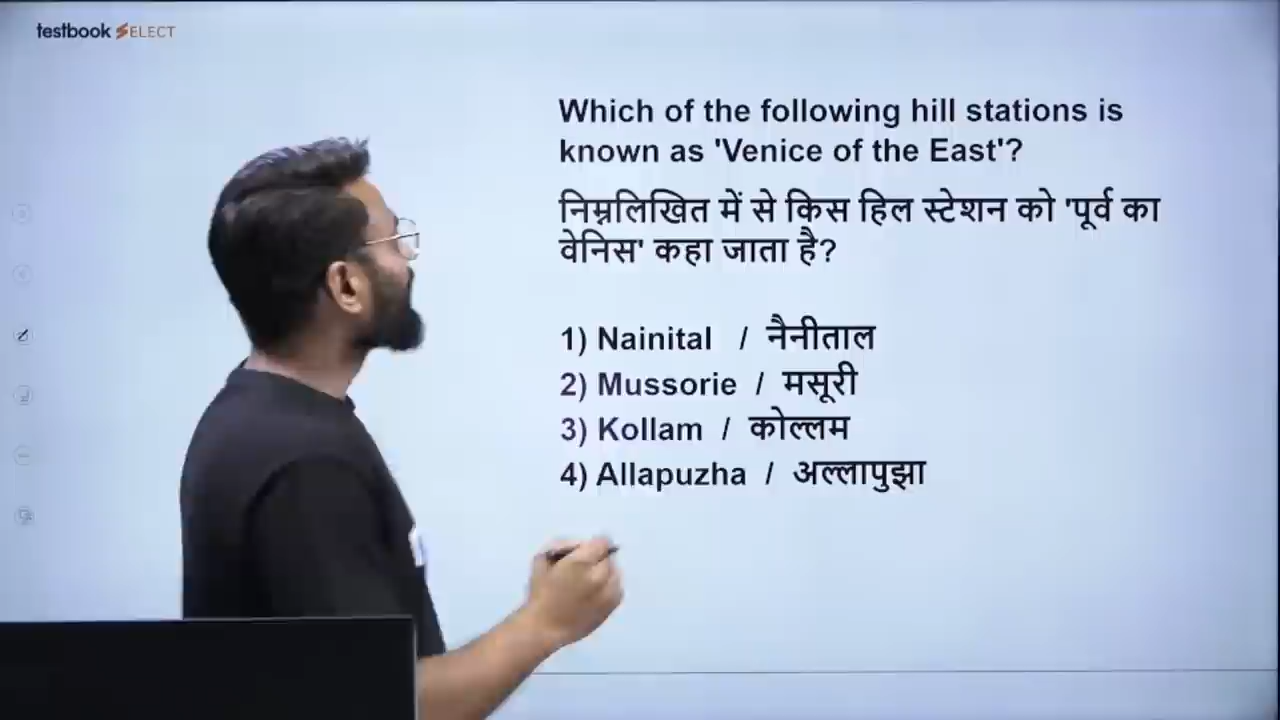 testbook SELECT
Which of the following hill stations is
known as 'Venice of the East'?
निम्नलिखित में से किस हिल स्टेशन को 'पूर्व का
वेनिस' कहा जाता है?
1) Nainital / नैनीताल
2) Mussorie / मसूरी
3) Kollam / कोल्लम
4) Allapuzha / अल्लापुझा